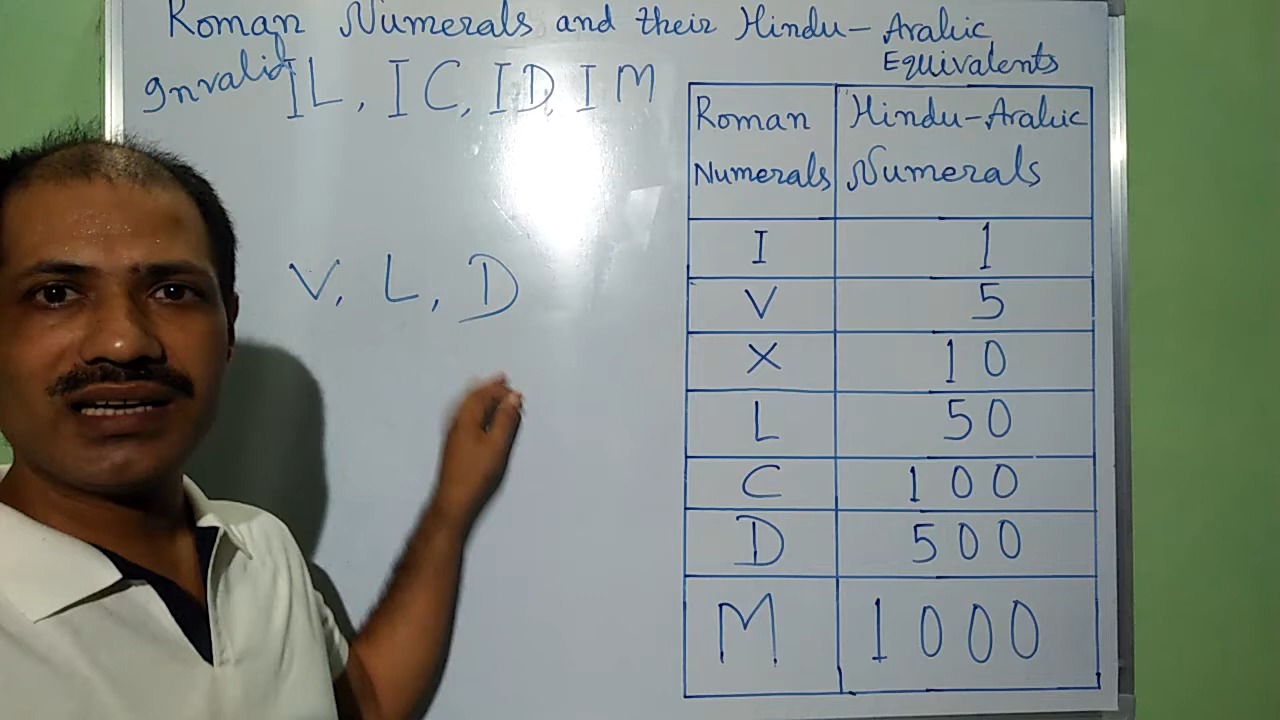 Roman Numerals and their Hindu-Arabic
Equivalents
Invalid IL, IC, ID, IM
V, L, D
Roman Numerals Hindu-Arabic Numerals
I 1
V 5
X 10
L 50
C 100
D 500
M 1000